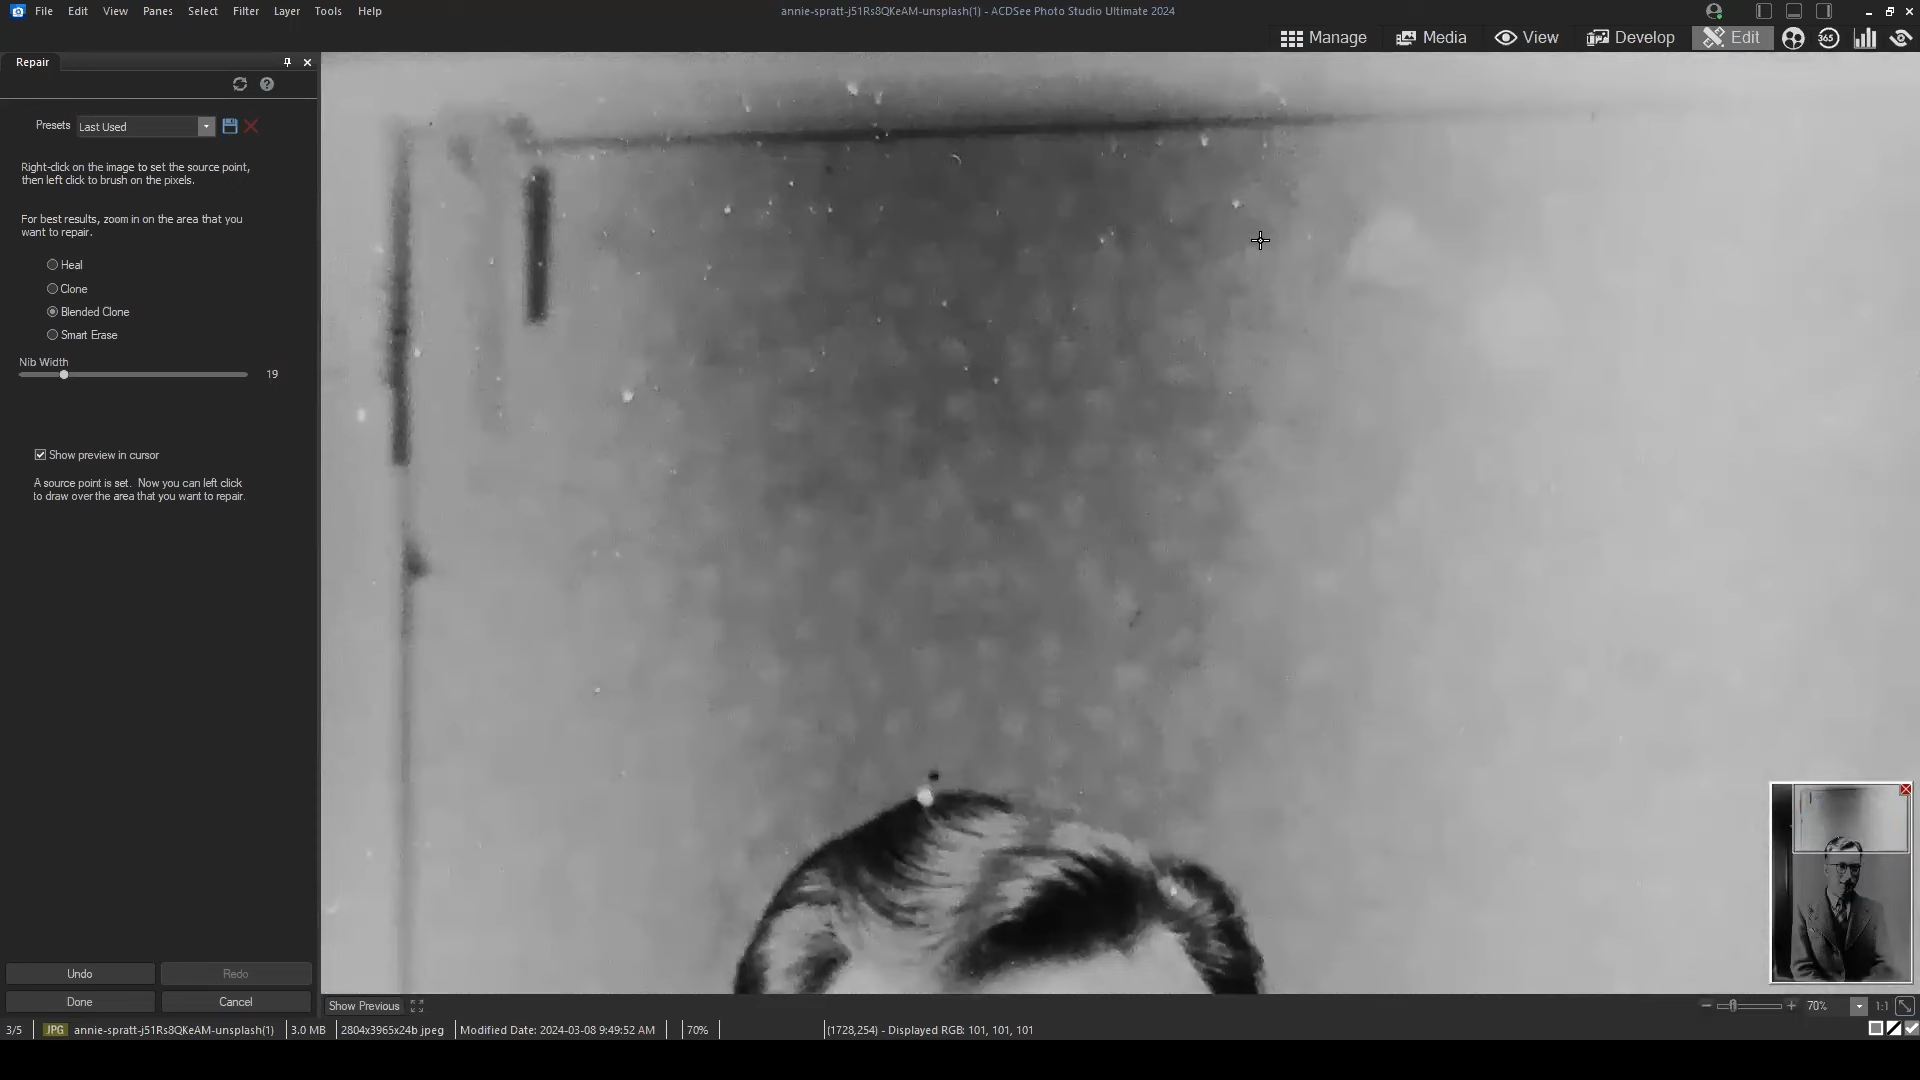 File Edit View Panes Select Filter Layer Tools Help
annie-spratt-j51Rs8QKeAM-unsplash(1) - ACDSee Photo Studio Ultimate 2024
Manage Media View Develop Edit 365
Repair
Presets Last Used
Right-click on the image to set the source point,
then left click to brush on the pixels.
For best results, zoom in on the area that you
want to repair.
Heal
Clone
Blended Clone
Smart Erase
Nib Width
19
Show preview in cursor
A source point is set. Now you can left click
to draw over the area that you want to repair.
Undo Redo
Done Cancel
Show Previous 70% 1:1
3/5 JPG annie-spratt-j51Rs8QKeAM-unsplash(1) 3.0 MB 2804x3965x24b jpeg Modified Date: 2024-03-08 9:49:52 AM 70% (1728,254) - Displayed RGB: 101, 101, 101